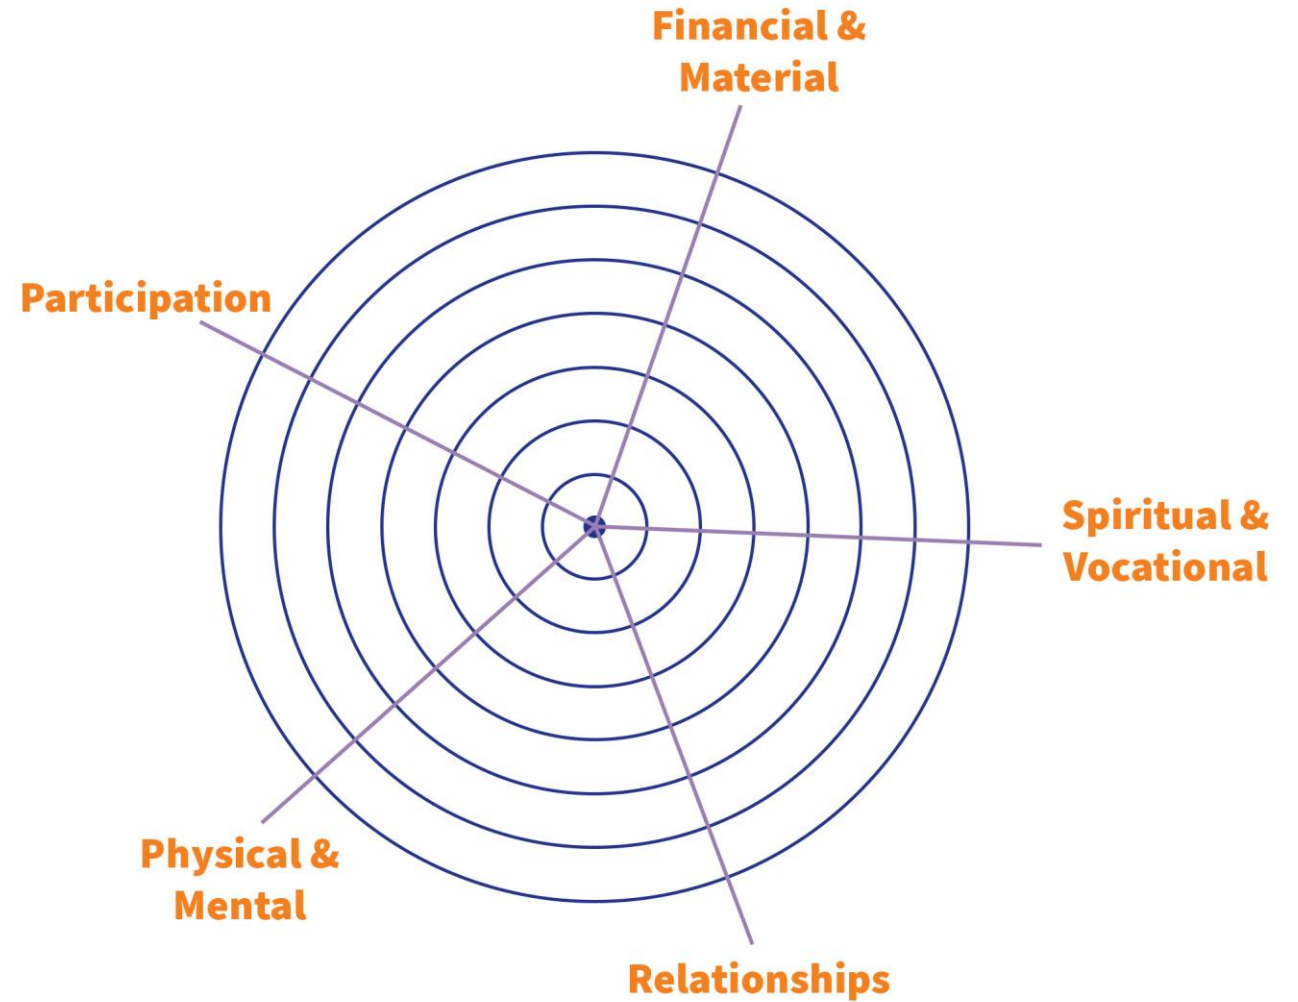 Financial &
Material
Participation
Spiritual &
Vocational
Physical &
Mental
Relationships